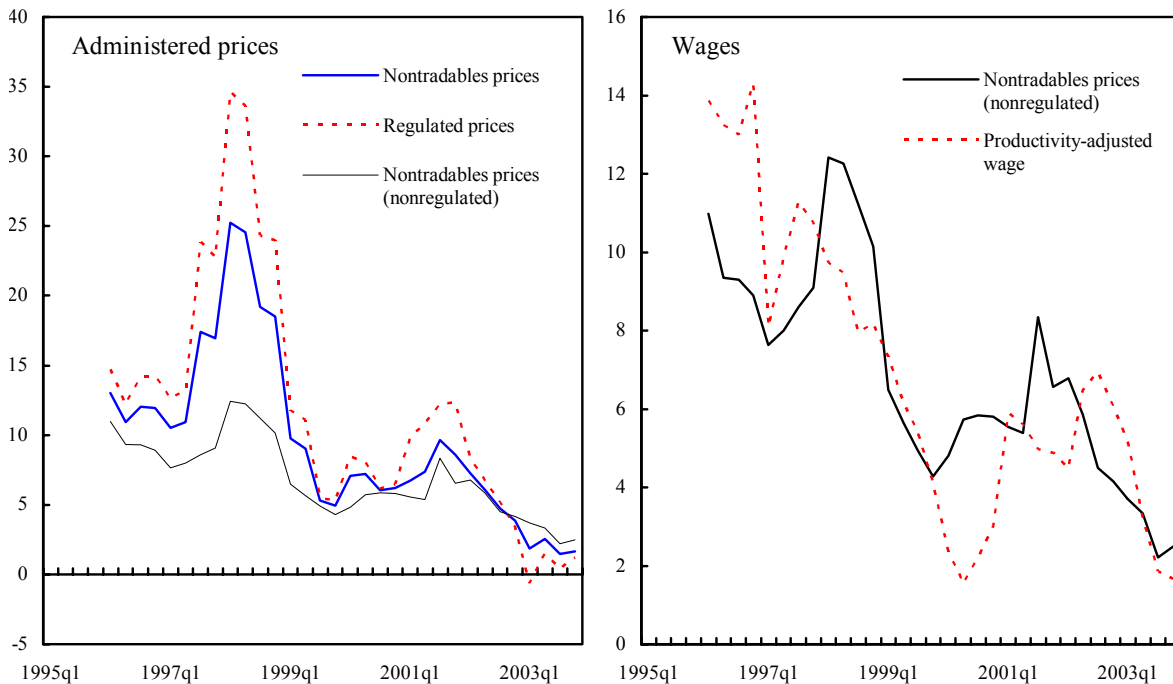 Administered prices
Nontradables prices
Regulated prices
Nontradables prices
(nonregulated)
40
35
30
25
20
15
10
5
0
-5
1995q1
1997q1
1999q1
2001q1
2003q1
Wages
Nontradables prices
(nonregulated)
Productivity-adjusted
wage
16
14
12
10
8
6
4
2
0
1995q1
1997q1
1999q1
2001q1
2003q1